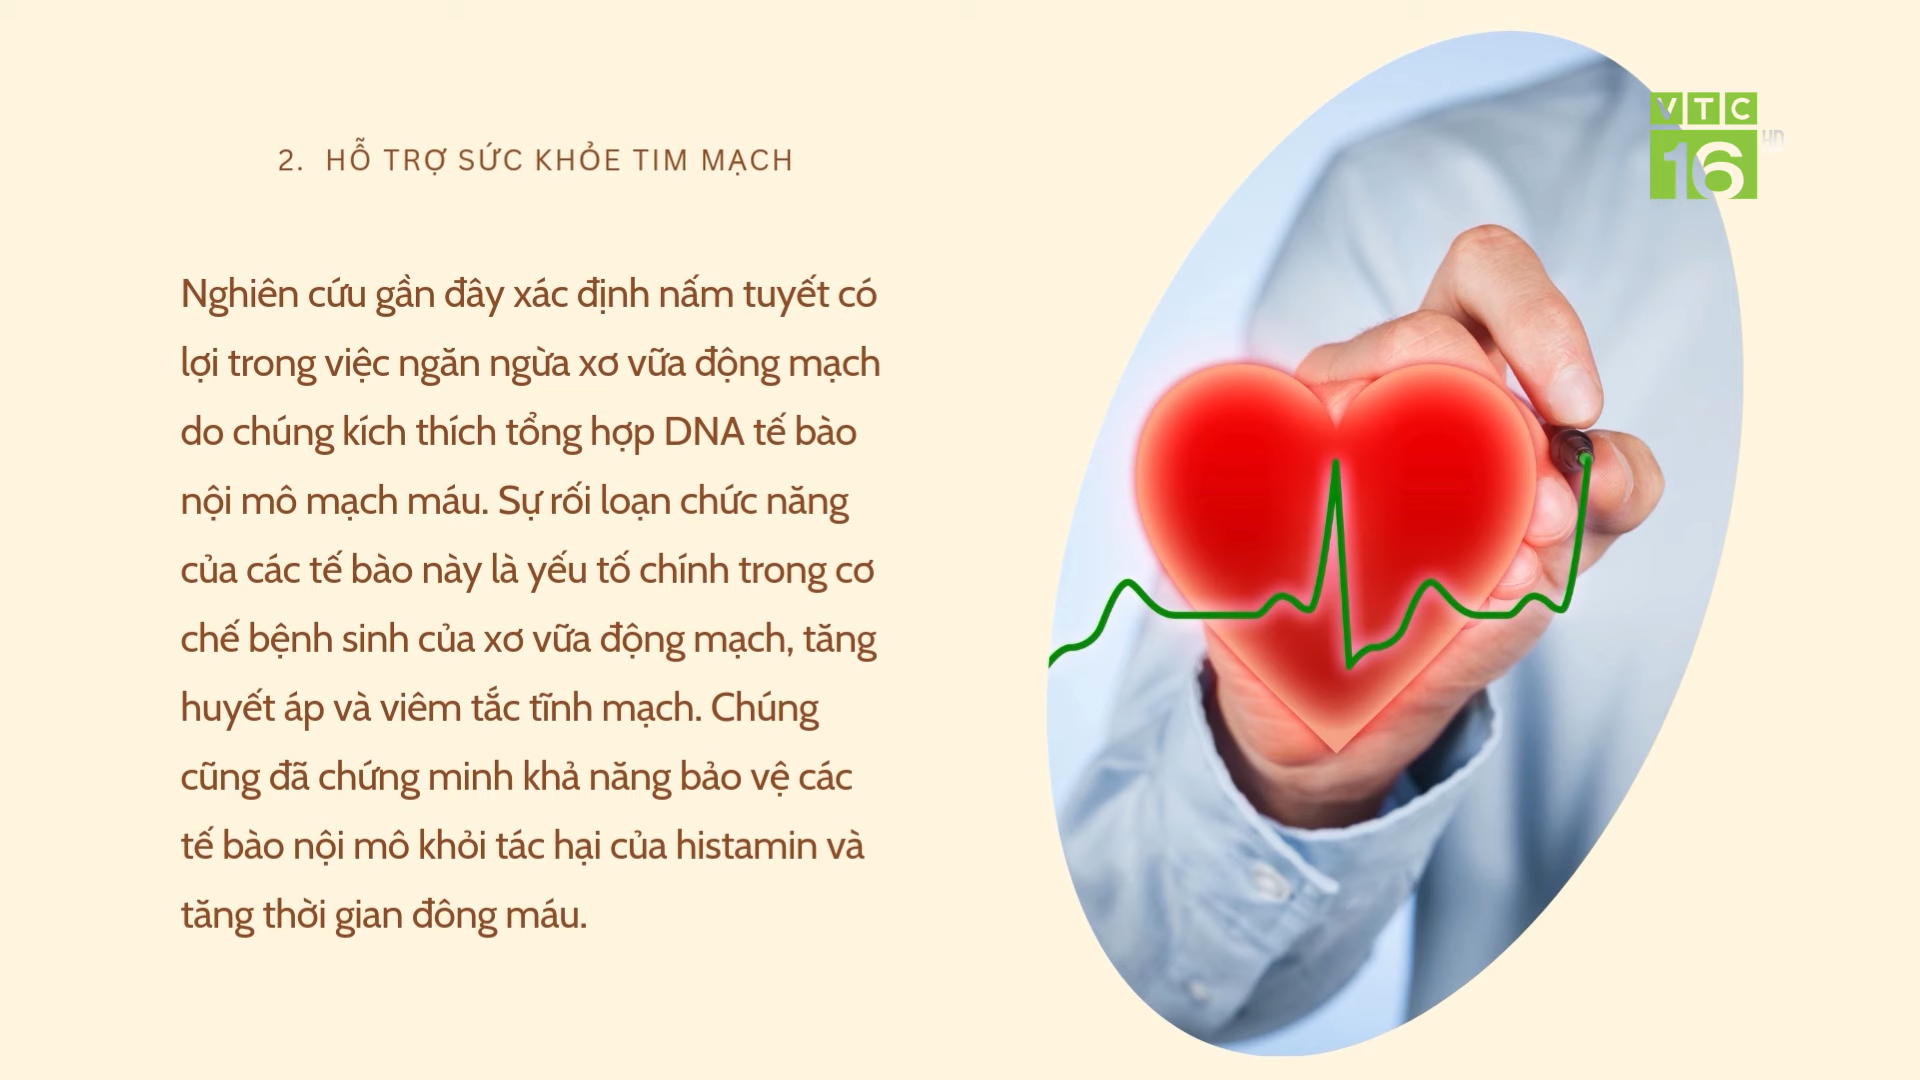 VTC
16
HD
2. HỖ TRỢ SỨC KHỎE TIM MẠCH
Nghiên cứu gần đây xác định nấm tuyết có
lợi trong việc ngăn ngừa xơ vữa động mạch
do chúng kích thích tổng hợp DNA tế bào
nội mô mạch máu. Sự rối loạn chức năng
của các tế bào này là yếu tố chính trong cơ
chế bệnh sinh của xơ vữa động mạch, tăng
huyết áp và viêm tắc tĩnh mạch. Chúng
cũng đã chứng minh khả năng bảo vệ các
tế bào nội mô khỏi tác hại của histamin và
tăng thời gian đông máu.